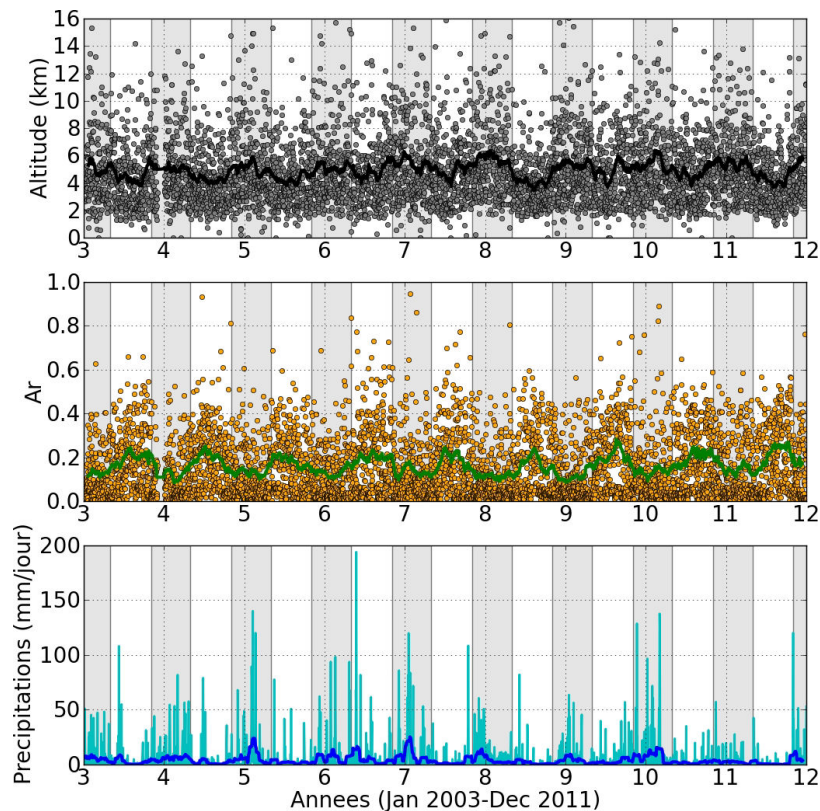 16
14
12
10
8
6
4
2
0
Altitude (km)
3 4 5 6 7 8 9 10 11 12
1.0
0.8
0.6
0.4
0.2
0.0
Ar
3 4 5 6 7 8 9 10 11 12
200
150
100
50
0
Precipitations (mm/jour)
3 4 5 6 7 8 9 10 11 12
Annees (Jan 2003-Dec 2011)